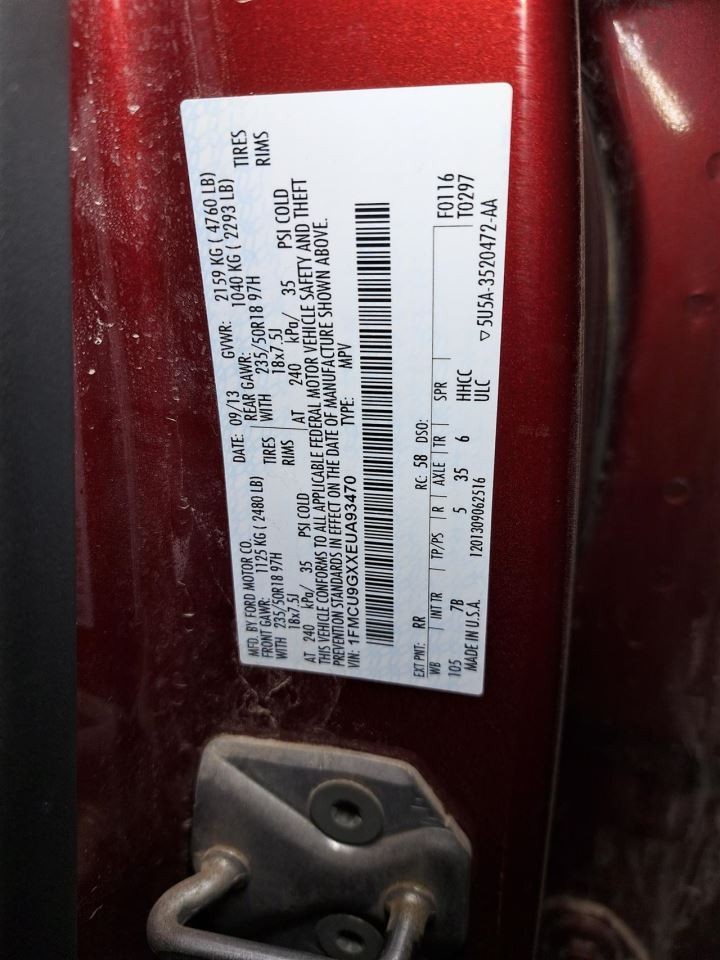 MFD. BY FORD MOTOR CO. DATE: 09/13 GVWR: 2159 KG ( 4760 LB)
FRONT GAWR: 1125 KG ( 2480 LB) REAR GAWR: 1040 KG ( 2293 LB)
WITH 235/50R18 97H TIRES WITH 235/50R18 97H TIRES
18x7.5J RIMS 18x7.5J RIMS
AT 240 kPa/ 35 PSI COLD AT 240 kPa/ 35 PSI COLD
THIS VEHICLE CONFORMS TO ALL APPLICABLE FEDERAL MOTOR VEHICLE SAFETY AND THEFT
PREVENTION STANDARDS IN EFFECT ON THE DATE OF MANUFACTURE SHOWN ABOVE.
VIN: 1FMCU9GXXEUA93470 TYPE: MPV
EXT PNT: RR RC: 58 DSO: F0116
WB INT TR TP/PS R AXLE TR SPR T0297
105 7B 5 35 6 HHCC
MADE IN U.S.A. 1201309062516 ULC ▽5U5A-3520472-AA